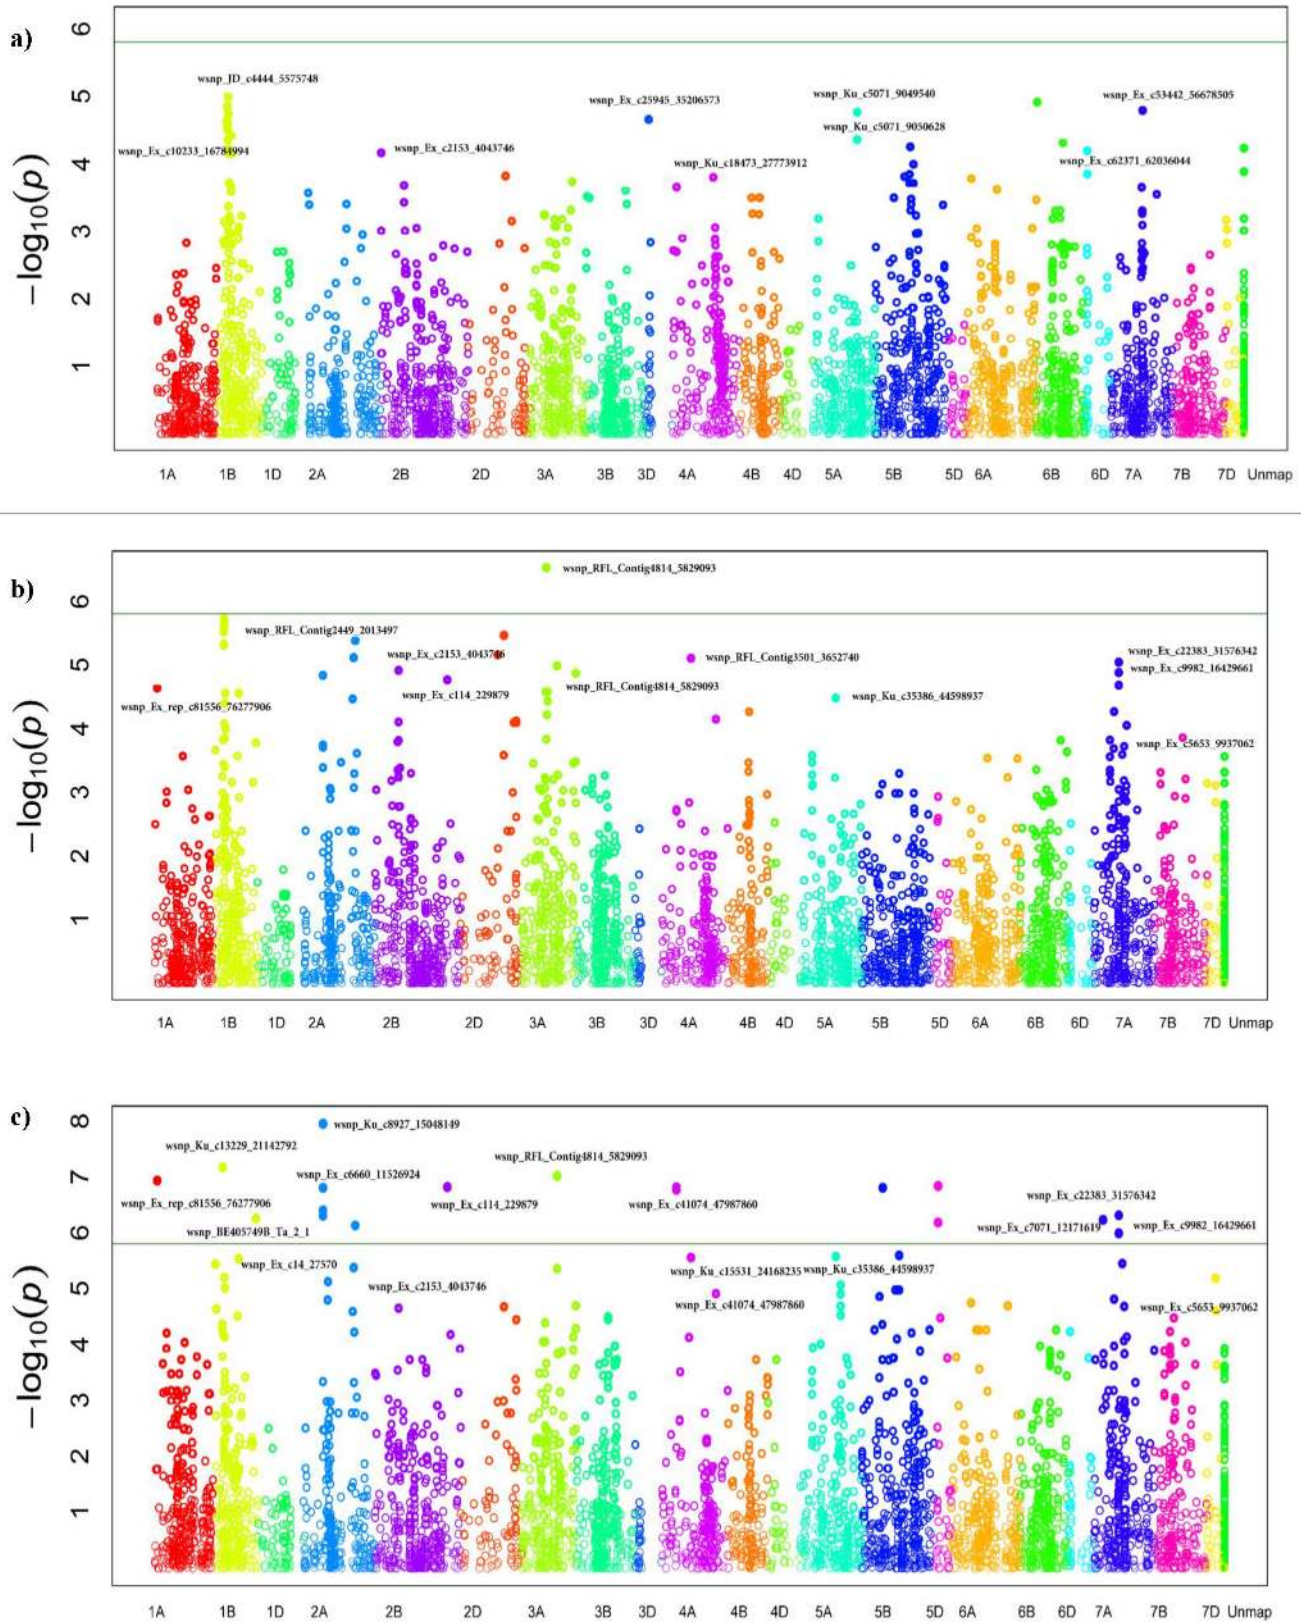 a)
6
5
4
3
2
1
−log10(p)
wsnp_JD_c4444_5575748
wsnp_Ex_c10233_16784994
wsnp_Ex_c2153_4043746
wsnp_Ex_c25945_35206573
wsnp_Ku_c18473_27773912
wsnp_Ku_c5071_9049540
wsnp_Ku_c5071_9050628
wsnp_Ex_c53442_56678505
wsnp_Ex_c62371_62036044
1A 1B 1D 2A 2B 2D 3A 3B 3D 4A 4B 4D 5A 5B 5D 6A 6B 6D 7A 7B 7D Unmap
b)
6
5
4
3
2
1
−log10(p)
wsnp_RFL_Contig4814_5829093
wsnp_RFL_Contig2449_2013497
wsnp_Ex_c2153_4043746
wsnp_Ex_c114_229879
wsnp_Ex_rep_c81556_76277906
wsnp_RFL_Contig4814_5829093
wsnp_RFL_Contig3501_3652740
wsnp_Ku_c35386_44598937
wsnp_Ex_c22383_31576342
wsnp_Ex_c9982_16429661
wsnp_Ex_c5653_9937062
1A 1B 1D 2A 2B 2D 3A 3B 3D 4A 4B 4D 5A 5B 5D 6A 6B 6D 7A 7B 7D Unmap
c)
8
7
6
5
4
3
2
1
−log10(p)
wsnp_Ku_c8927_15048149
wsnp_Ku_c13229_21142792
wsnp_Ex_c6660_11526924
wsnp_RFL_Contig4814_5829093
wsnp_Ex_rep_c81556_76277906
wsnp_Ex_c114_229879
wsnp_Ex_c41074_47987860
wsnp_Ex_c22383_31576342
wsnp_BE405749B_Ta_2_1
wsnp_Ex_c7071_12171619
wsnp_Ex_c9982_16429661
wsnp_Ex_c14_27570
wsnp_Ku_c15531_24168235
wsnp_Ku_c35386_44598937
wsnp_Ex_c2153_4043746
wsnp_Ex_c41074_47987860
wsnp_Ex_c5653_9937062
1A 1B 1D 2A 2B 2D 3A 3B 3D 4A 4B 4D 5A 5B 5D 6A 6B 6D 7A 7B 7D Unmap